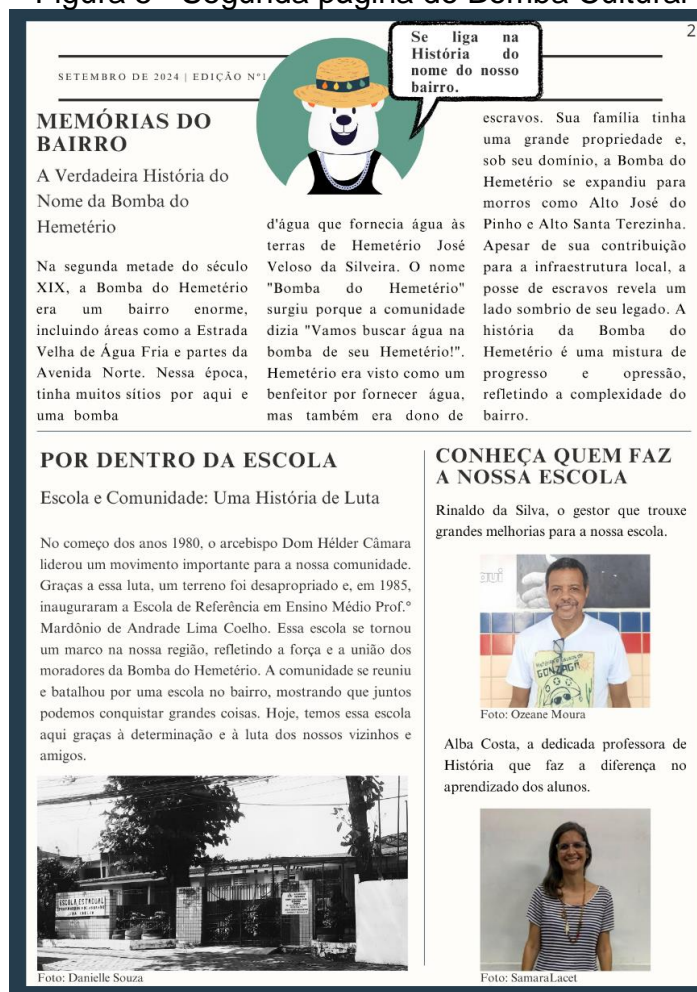 Figura 3 - Segunda página do Bomba Cultural
2
SETEMBRO DE 2024 | EDIÇÃO Nº1
Se liga na
História do
nome do nosso
bairro.
MEMÓRIAS DO
BAIRRO
A Verdadeira História do
Nome da Bomba do
Hemetério
Na segunda metade do século
XIX, a Bomba do Hemetério
era um bairro enorme,
incluindo áreas como a Estrada
Velha de Água Fria e partes da
Avenida Norte. Nessa época,
tinha muitos sítios por aqui e
uma bomba
d'água que fornecia água às
terras de Hemetério José
Veloso da Silveira. O nome
"Bomba do Hemetério"
surgiu porque a comunidade
dizia "Vamos buscar água na
bomba de seu Hemetério!".
Hemetério era visto como um
benfeitor por fornecer água,
mas também era dono de
escravos. Sua família tinha
uma grande propriedade e,
sob seu domínio, a Bomba do
Hemetério se expandiu para
morros como Alto José do
Pinho e Alto Santa Terezinha.
Apesar de sua contribuição
para a infraestrutura local, a
posse de escravos revela um
lado sombrio de seu legado. A
história da Bomba do
Hemetério é uma mistura de
progresso e opressão,
refletindo a complexidade do
bairro.
POR DENTRO DA ESCOLA
Escola e Comunidade: Uma História de Luta
No começo dos anos 1980, o arcebispo Dom Hélder Câmara
liderou um movimento importante para a nossa comunidade.
Graças a essa luta, um terreno foi desapropriado e, em 1985,
inauguraram a Escola de Referência em Ensino Médio Prof.º
Mardônio de Andrade Lima Coelho. Essa escola se tornou
um marco na nossa região, refletindo a força e a união dos
moradores da Bomba do Hemetério. A comunidade se reuniu
e batalhou por uma escola no bairro, mostrando que juntos
podemos conquistar grandes coisas. Hoje, temos essa escola
aqui graças à determinação e à luta dos nossos vizinhos e
amigos.
ESCOLA ESTADUAL
Foto: Danielle Souza
CONHEÇA QUEM FAZ
A NOSSA ESCOLA
Rinaldo da Silva, o gestor que trouxe
grandes melhorias para a nossa escola.
GONZAGA
Foto: Ozeane Moura
Alba Costa, a dedicada professora de
História que faz a diferença no
aprendizado dos alunos.
Foto: SamaraLacet